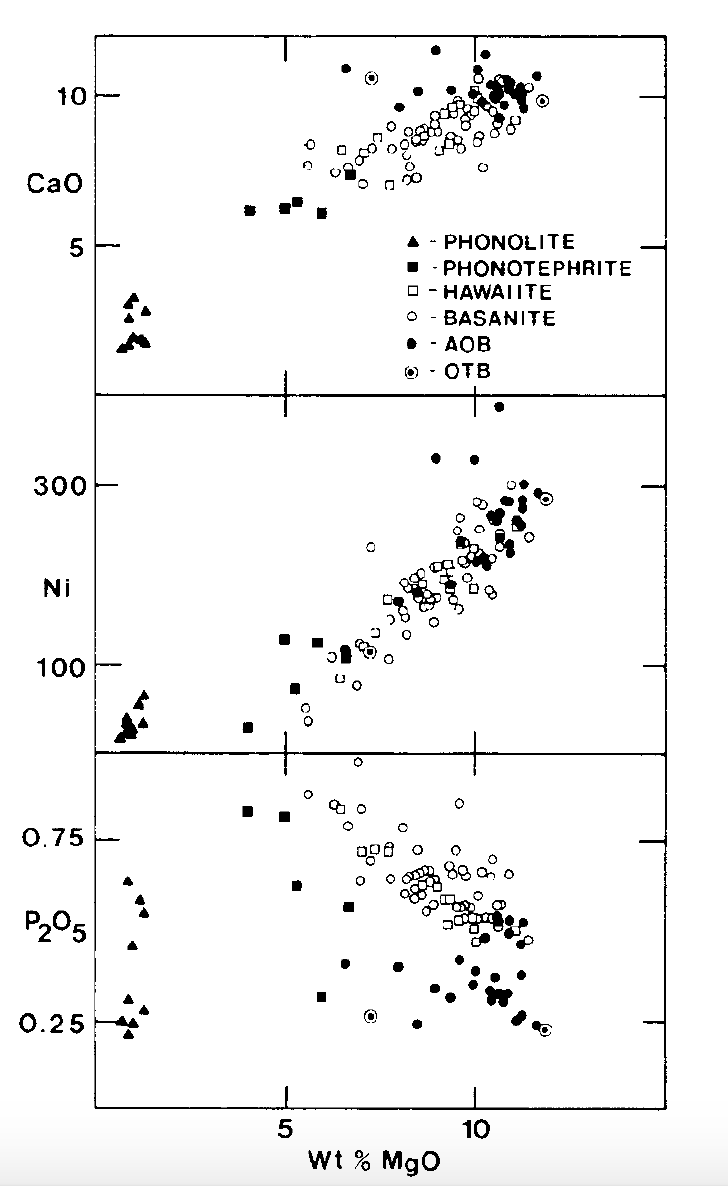 10
CaO
5
▲ - PHONOLITE
■ - PHONOTEPHRITE
□ - HAWAIITE
○ - BASANITE
● - AOB
◉ - OTB
300
Ni
100
0.75
P2O5
0.25
5 10
Wt % MgO